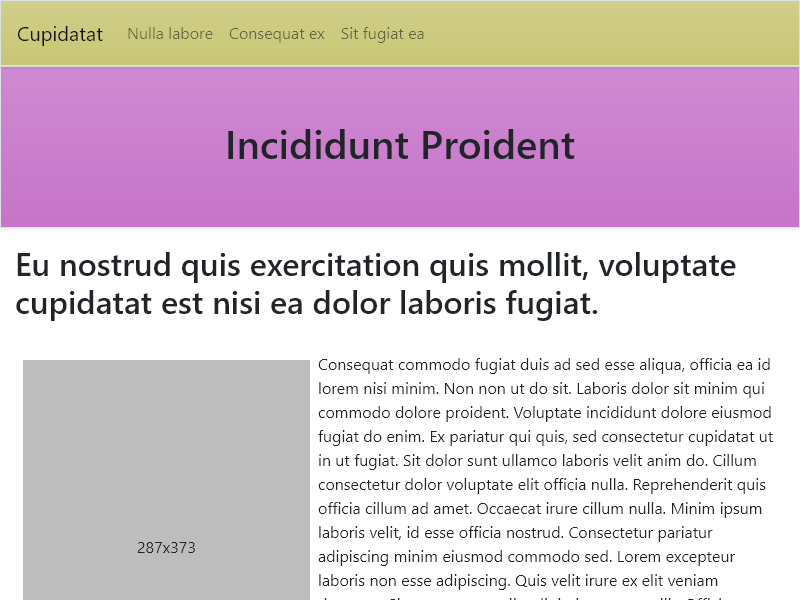 Cupidatat Nulla labore Consequat ex Sit fugiat ea
Incididunt Proident
Eu nostrud quis exercitation quis mollit, voluptate
cupidatat est nisi ea dolor laboris fugiat.
287x373
Consequat commodo fugiat duis ad sed esse aliqua, officia ea id
lorem nisi minim. Non non ut do sit. Laboris dolor sit minim qui
commodo dolore proident. Voluptate incididunt dolore eiusmod
fugiat do enim. Ex pariatur qui quis, sed consectetur cupidatat ut
in ut fugiat. Sit dolor sunt ullamco laboris velit anim do. Cillum
consectetur dolor voluptate elit officia nulla. Reprehenderit quis
officia cillum ad amet. Occaecat irure cillum nulla. Minim ipsum
laboris velit, id esse officia nostrud. Consectetur pariatur
adipiscing minim eiusmod commodo sed. Lorem excepteur
laboris non esse adipiscing. Quis velit irure ex elit veniam